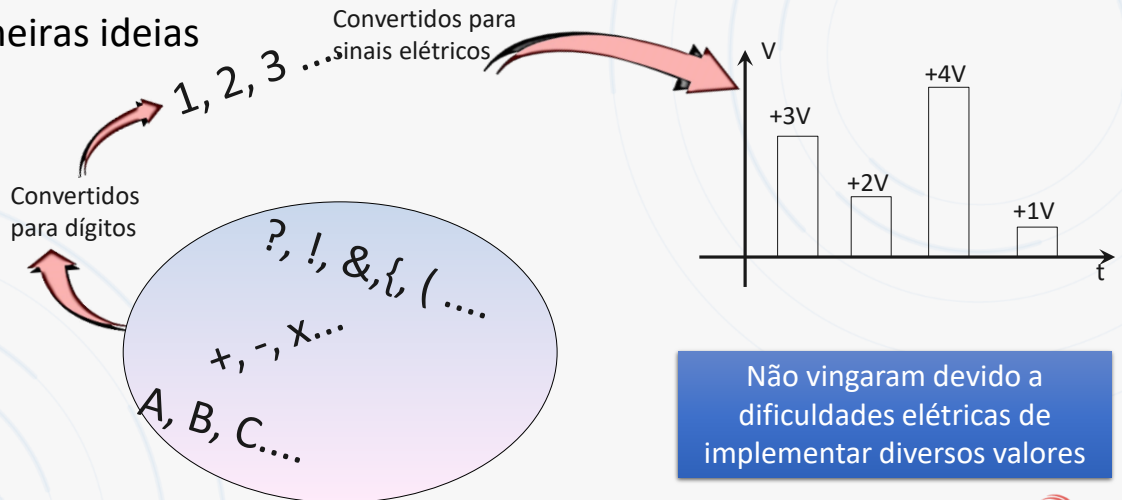 neiras ideias
Convertidos para
sinais elétricos
1, 2, 3 ....
Convertidos
para dígitos
?, !, &,{, ( ....
+, -, x...
A, B, C....
V
+3V
+2V
+4V
+1V
t
Não vingaram devido a
dificuldades elétricas de
implementar diversos valores